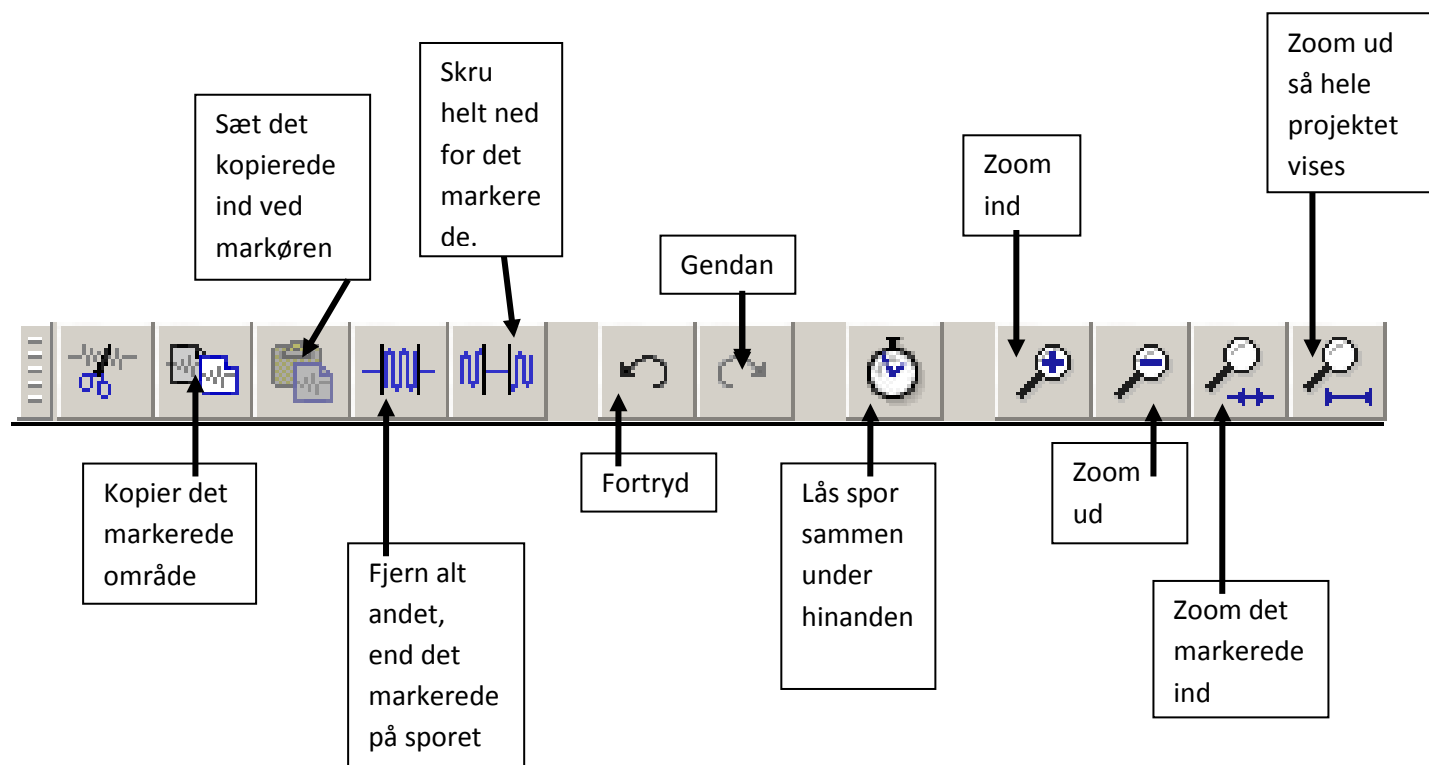 Zoom ud
så hele
projektet
vises
Skru
helt ned
for det
markere
de.
Sæt det
kopierede
ind ved
markøren
Zoom
ind
Gendan
Kopier det
markerede
område
Fortryd
Lås spor
sammen
under
hinanden
Zoom
ud
Fjern alt
andet,
end det
markerede
på sporet
Zoom det
markerede
ind